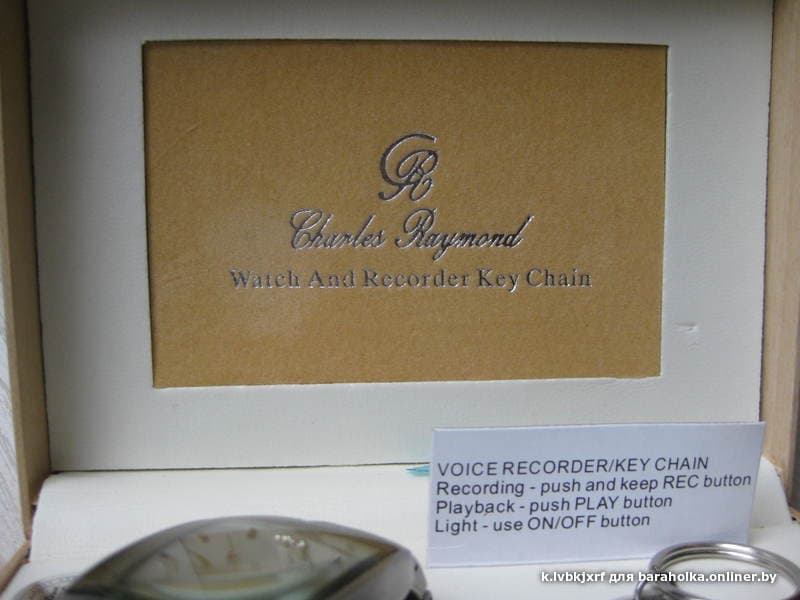 CR
Charles Raymond
Watch And Recorder Key Chain
VOICE RECORDER/KEY CHAIN
Recording - push and keep REC button
Playback - push PLAY button
Light - use ON/OFF button
k.lvbkjxrf для baraholka.onliner.by